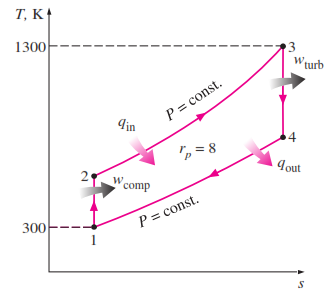 T, K
1300
3
w_turb
P = const.
q_in
r_p = 8
4
2
w_comp
q_out
P = const.
300
1
s